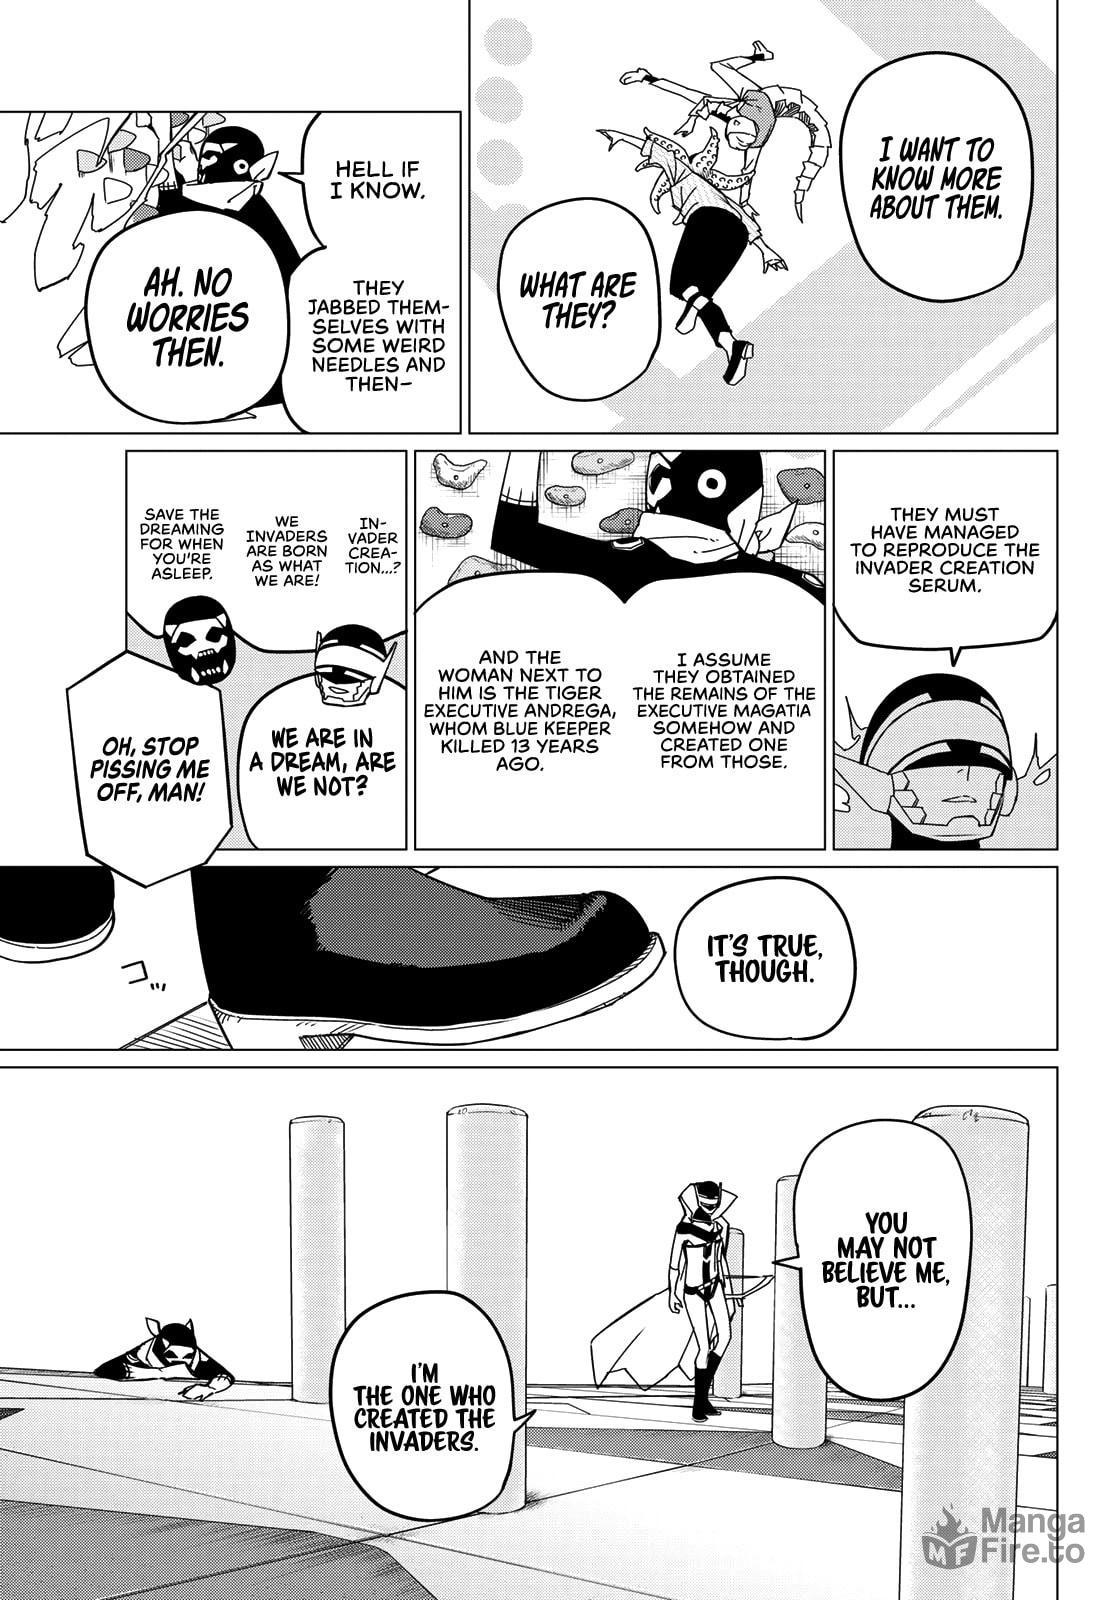 I WANT TO
KNOW MORE
ABOUT THEM.
WHAT ARE
THEY?
HELL IF
I KNOW.
THEY
JABBED THEM-
SELVES WITH
SOME WEIRD
NEEDLES AND
THEN—
AH. NO
WORRIES
THEN.
THEY MUST
HAVE MANAGED
TO REPRODUCE THE
INVADER CREATION
SERUM.
I ASSUME
THEY OBTAINED
THE REMAINS OF THE
EXECUTIVE MAGATIA
SOMEHOW AND
CREATED ONE
FROM THOSE.
AND THE
WOMAN NEXT TO
HIM IS THE TIGER
EXECUTIVE ANDREGA,
WHOM BLUE KEEPER
KILLED 13 YEARS
AGO.
IN-
VADER
CREA-
TION...?
WE
INVADERS
ARE BORN
AS WHAT
WE ARE!
SAVE THE
DREAMING
FOR WHEN
YOU'RE
ASLEEP.
WE ARE IN
A DREAM, ARE
WE NOT?
OH, STOP
PISSING ME
OFF, MAN!
IT'S TRUE,
THOUGH.
コッ
YOU
MAY NOT
BELIEVE ME,
BUT...
I'M
THE ONE WHO
CREATED THE
INVADERS.
MF
Manga
Fire.to